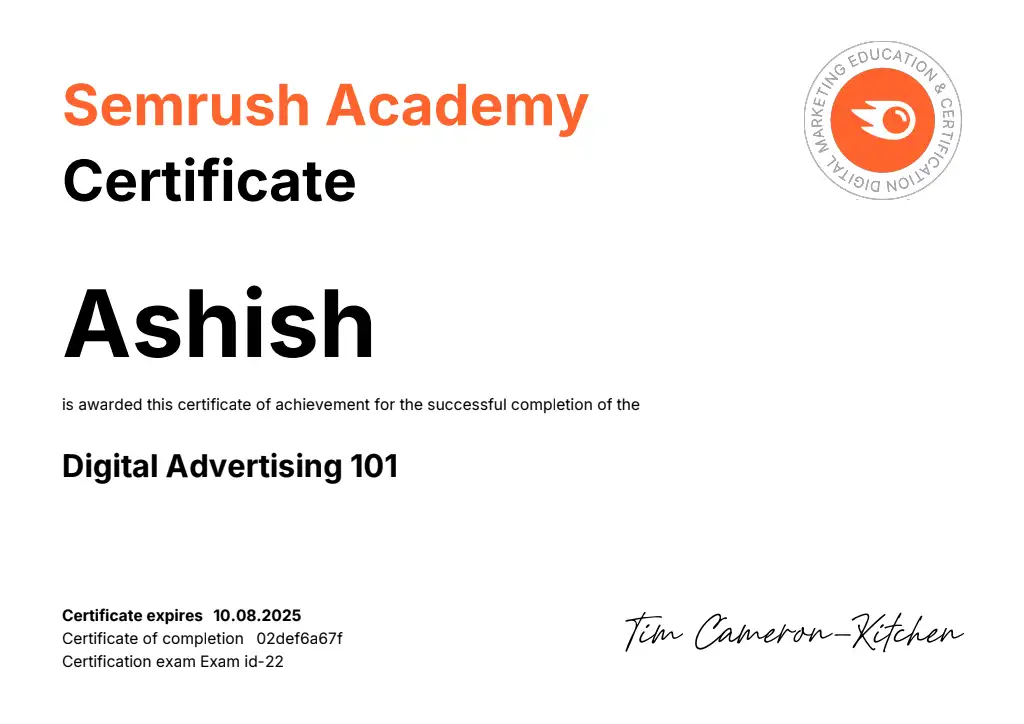 Semrush Academy
Certificate
DIGITAL MARKETING EDUCATION & CERTIFICATION
Ashish
is awarded this certificate of achievement for the successful completion of the
Digital Advertising 101
Certificate expires 10.08.2025
Certificate of completion 02def6a67f
Certification exam Exam id-22
Tim Cameron-Kitchen